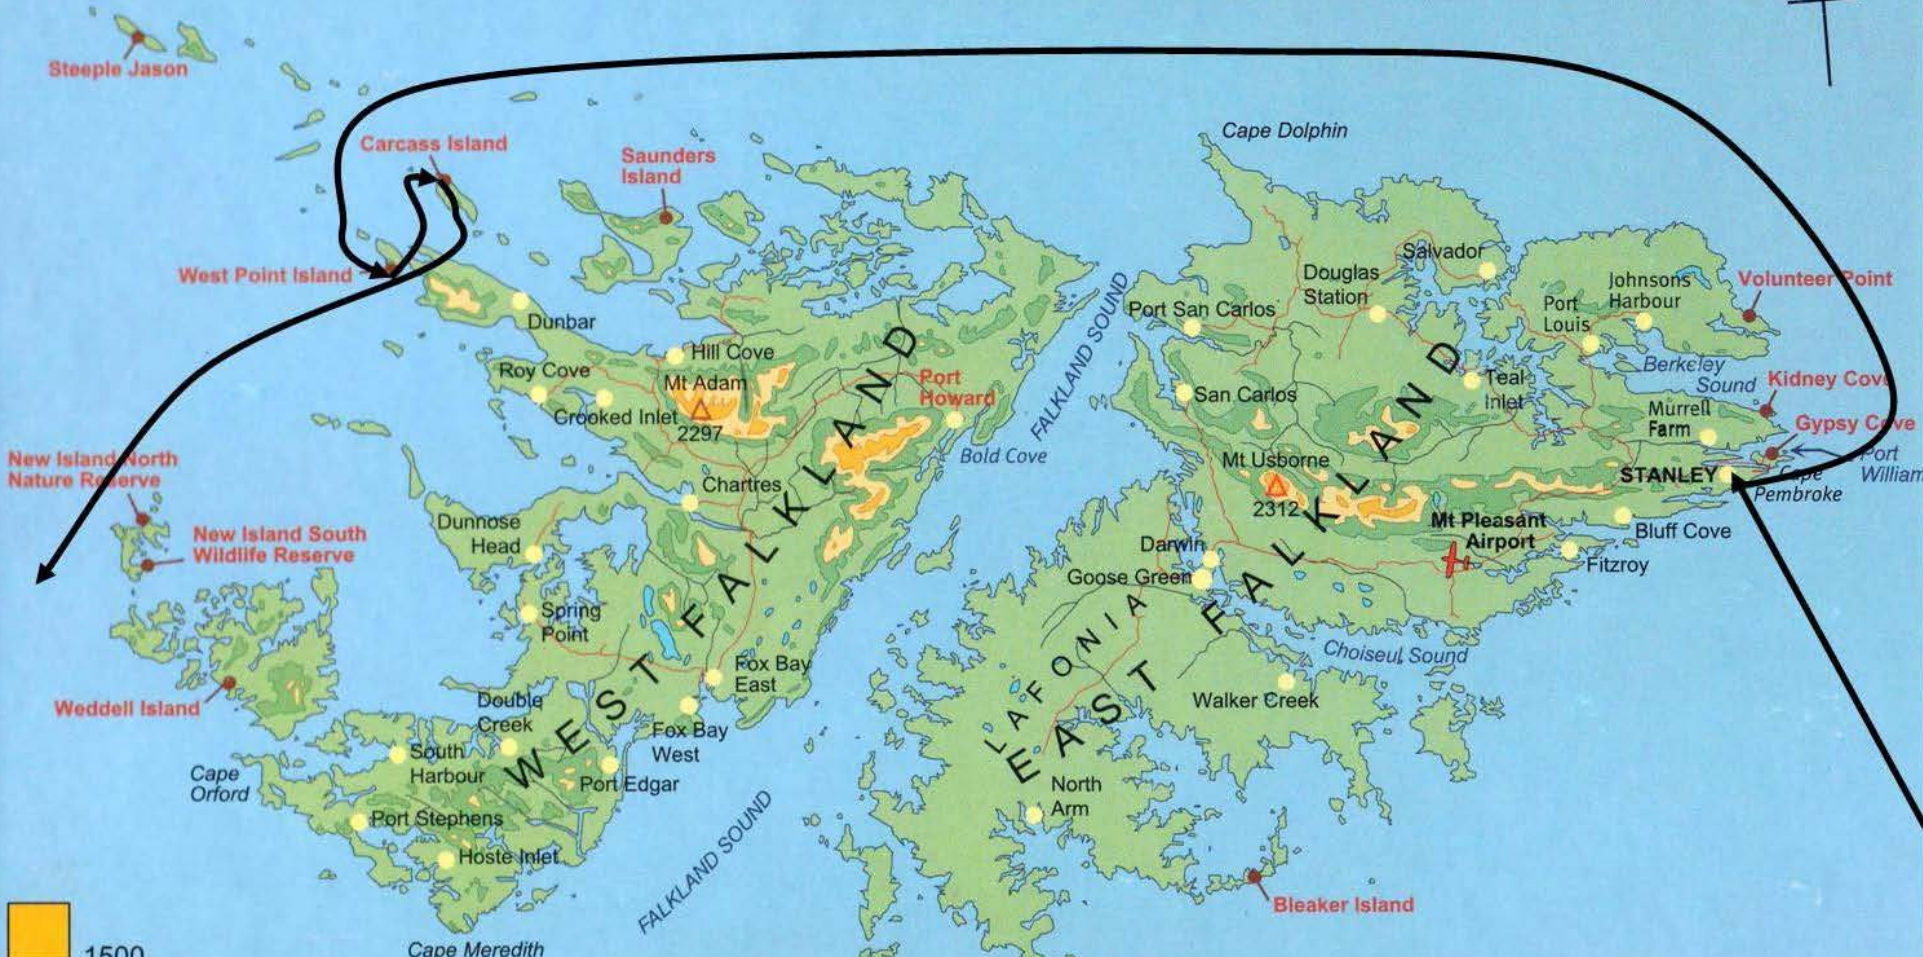 Steeple Jason
Cape Dolphin
Carcass Island
Saunders
Island
West Point Island
Salvador
Douglas
Station
Johnsons
Harbour
Volunteer Point
Port San Carlos
Port
Louis
Dunbar
FALKLAND SOUND
Hill Cove
Roy Cove
Mt Adam
2297
Crooked Inlet
Port
Howard
Bold Cove
San Carlos
Teal
Inlet
Berkeley
Sound
Kidney Cove
Murrell
Farm
Gypsy Cove
Port
William
New Island North
Nature Reserve
Chartres
Mt Usborne
2312
STANLEY
Cape
Pembroke
Dunnose
Head
New Island South
Wildlife Reserve
Mt Pleasant
Airport
Bluff Cove
Darwin
Goose Green
Fitzroy
Spring
Point
WEST FALKLAND
EAST FALKLAND
LAFONIA
Choiseul Sound
Fox Bay
East
Weddell Island
Double
Creek
Walker Creek
Fox Bay
West
South
Harbour
Cape
Orford
Port Edgar
North
Arm
Port Stephens
FALKLAND SOUND
Hoste Inlet
Bleaker Island
Cape Meredith
1500